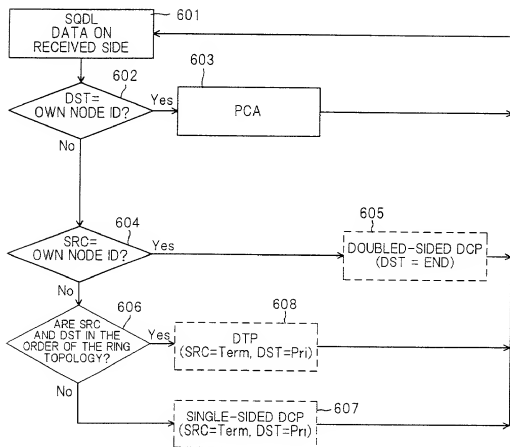 SQDL
DATA ON
RECEIVED SIDE
601
602
DST=
OWN NODE ID?
Yes
No
603
PCA
604
SRC=
OWN NODE ID?
Yes
No
605
DOUBLED-SIDED DCP
(DST = END)
606
ARE SRC
AND DST IN THE
ORDER OF THE RING
TOPOLOGY?
Yes
No
608
DTP
(SRC=Term, DST=Pri)
607
SINGLE-SIDED DCP
(SRC=Term, DST=Pri)